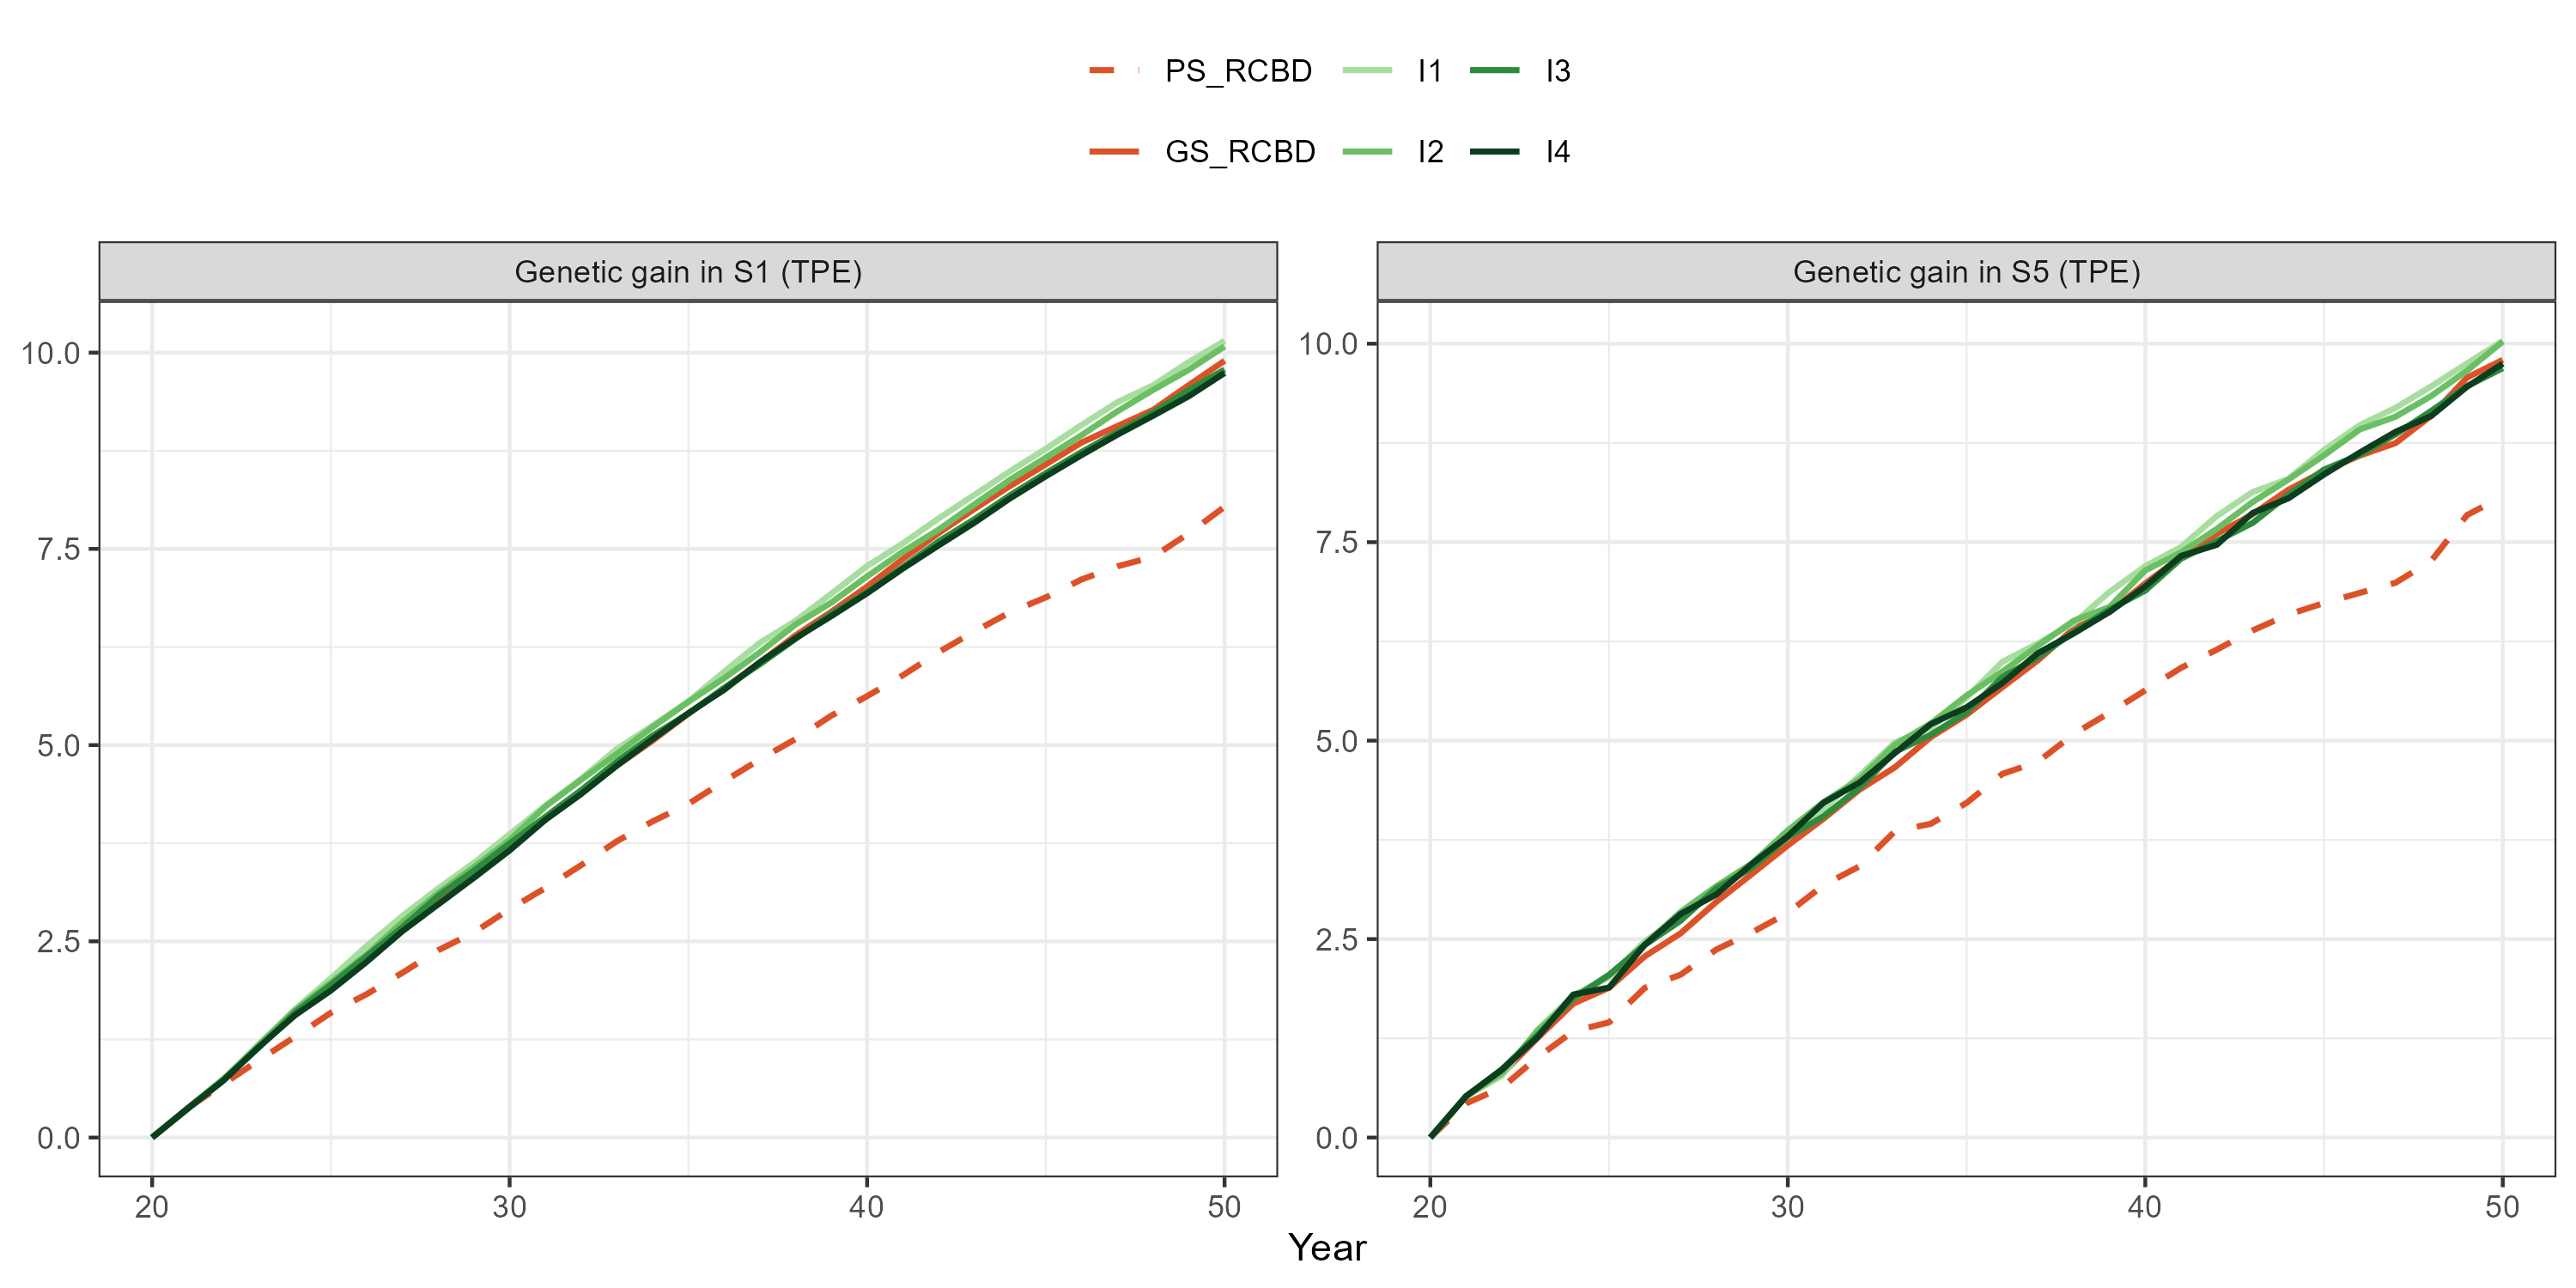 PS_RCBD I1 I3
GS_RCBD I2 I4
Genetic gain in S1 (TPE) Genetic gain in S5 (TPE)
10.0 10.0
7.5 7.5
5.0 5.0
2.5 2.5
0.0 0.0
20 30 40 50 20 30 40 50
Year